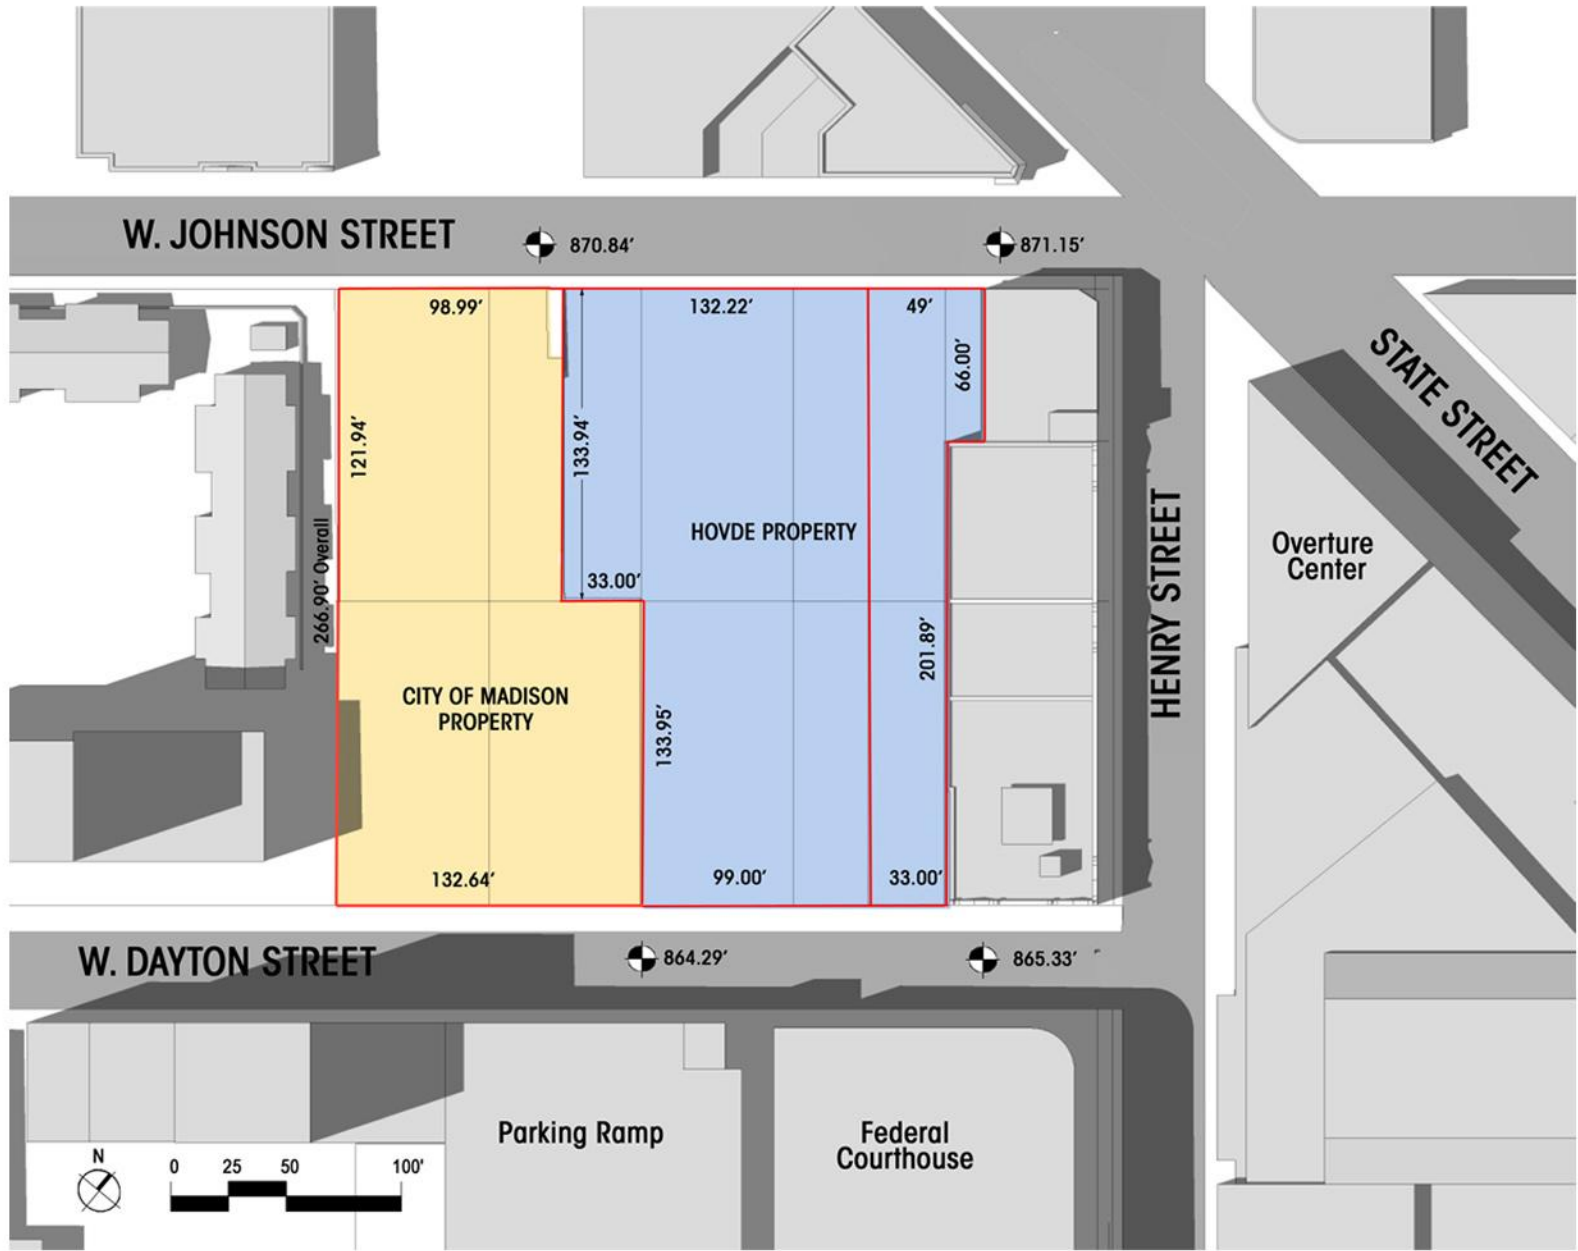 W. JOHNSON STREET
870.84’
871.15’
98.99’
132.22’
49’
66.00’
121.94’
133.94’
STATE STREET
HOVDE PROPERTY
Overture
Center
266.90’ Overall
33.00’
HENRY STREET
201.89’
CITY OF MADISON
PROPERTY
133.95’
132.64’
99.00’
33.00’
W. DAYTON STREET
864.29’
865.33’
Parking Ramp
Federal
Courthouse
N
0 25 50 100'